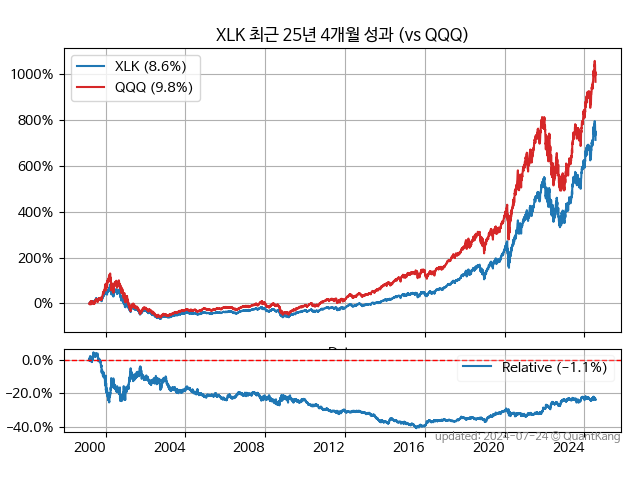 XLK 최근 25년 4개월 성과 (vs QQQ)
XLK (8.6%)
QQQ (9.8%)
1000%
800%
600%
400%
200%
0%
Relative (−1.1%)
0.0%
−20.0%
−40.0%
2000 2004 2008 2012 2016 2020 2024
updated: 2024-07-24 © QuantKang